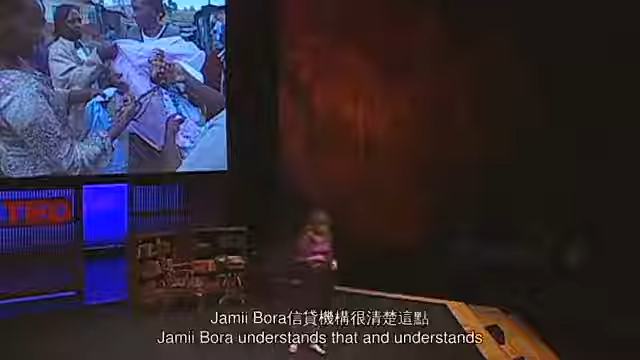 TED
Jamii Bora信貸機構很清楚這點
Jamii Bora understands that and understands